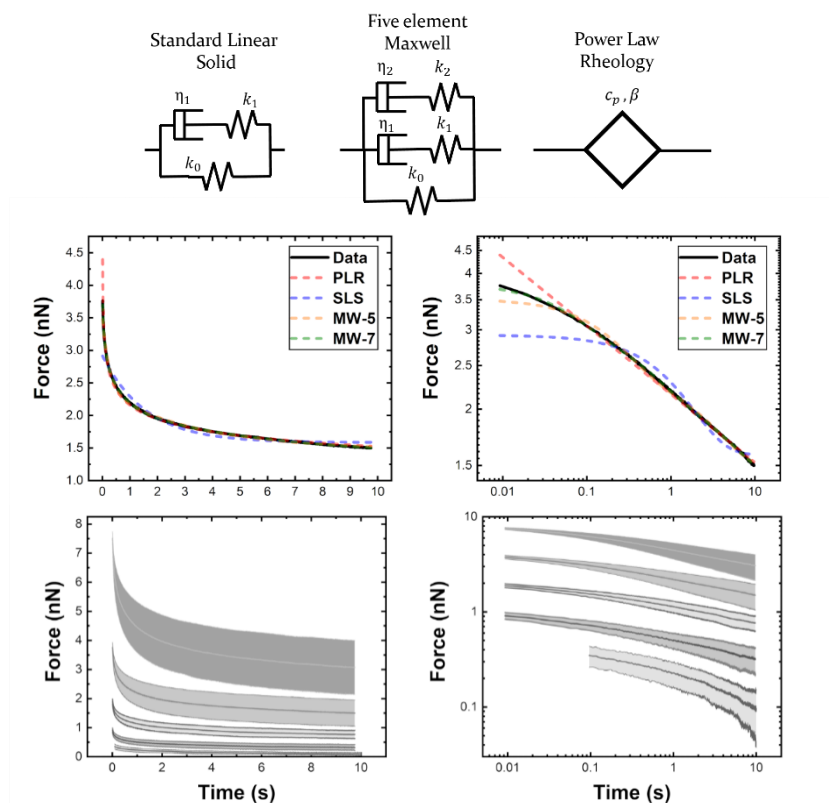 Standard Linear
Solid
Five element
Maxwell
Power Law
Rheology
η1
k1
k0
η2
k2
η1
k1
k0
cp , β
Force (nN)
4.5
4.0
3.5
3.0
2.5
2.0
1.5
1.0
0 1 2 3 4 5 6 7 8 9 10
Data
PLR
SLS
MW-5
MW-7
Force (nN)
4.5
4
3.5
3
2.5
2
1.5
0.01 0.1 1 10
Data
PLR
SLS
MW-5
MW-7
Force (nN)
8
7
6
5
4
3
2
1
0
0 2 4 6 8 10
Time (s)
Force (nN)
10
1
0.1
0.01 0.1 1 10
Time (s)